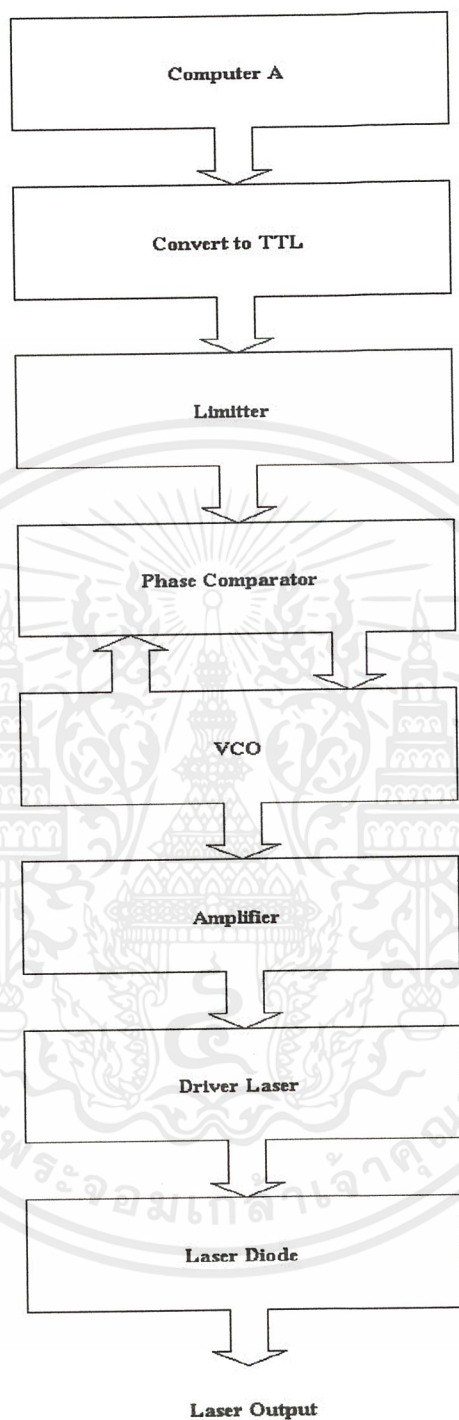 Computer A
Convert to TTL
Limitter
Phase Comparator
VCO
Amplifier
Driver Laser
Laser Diode
Laser Output